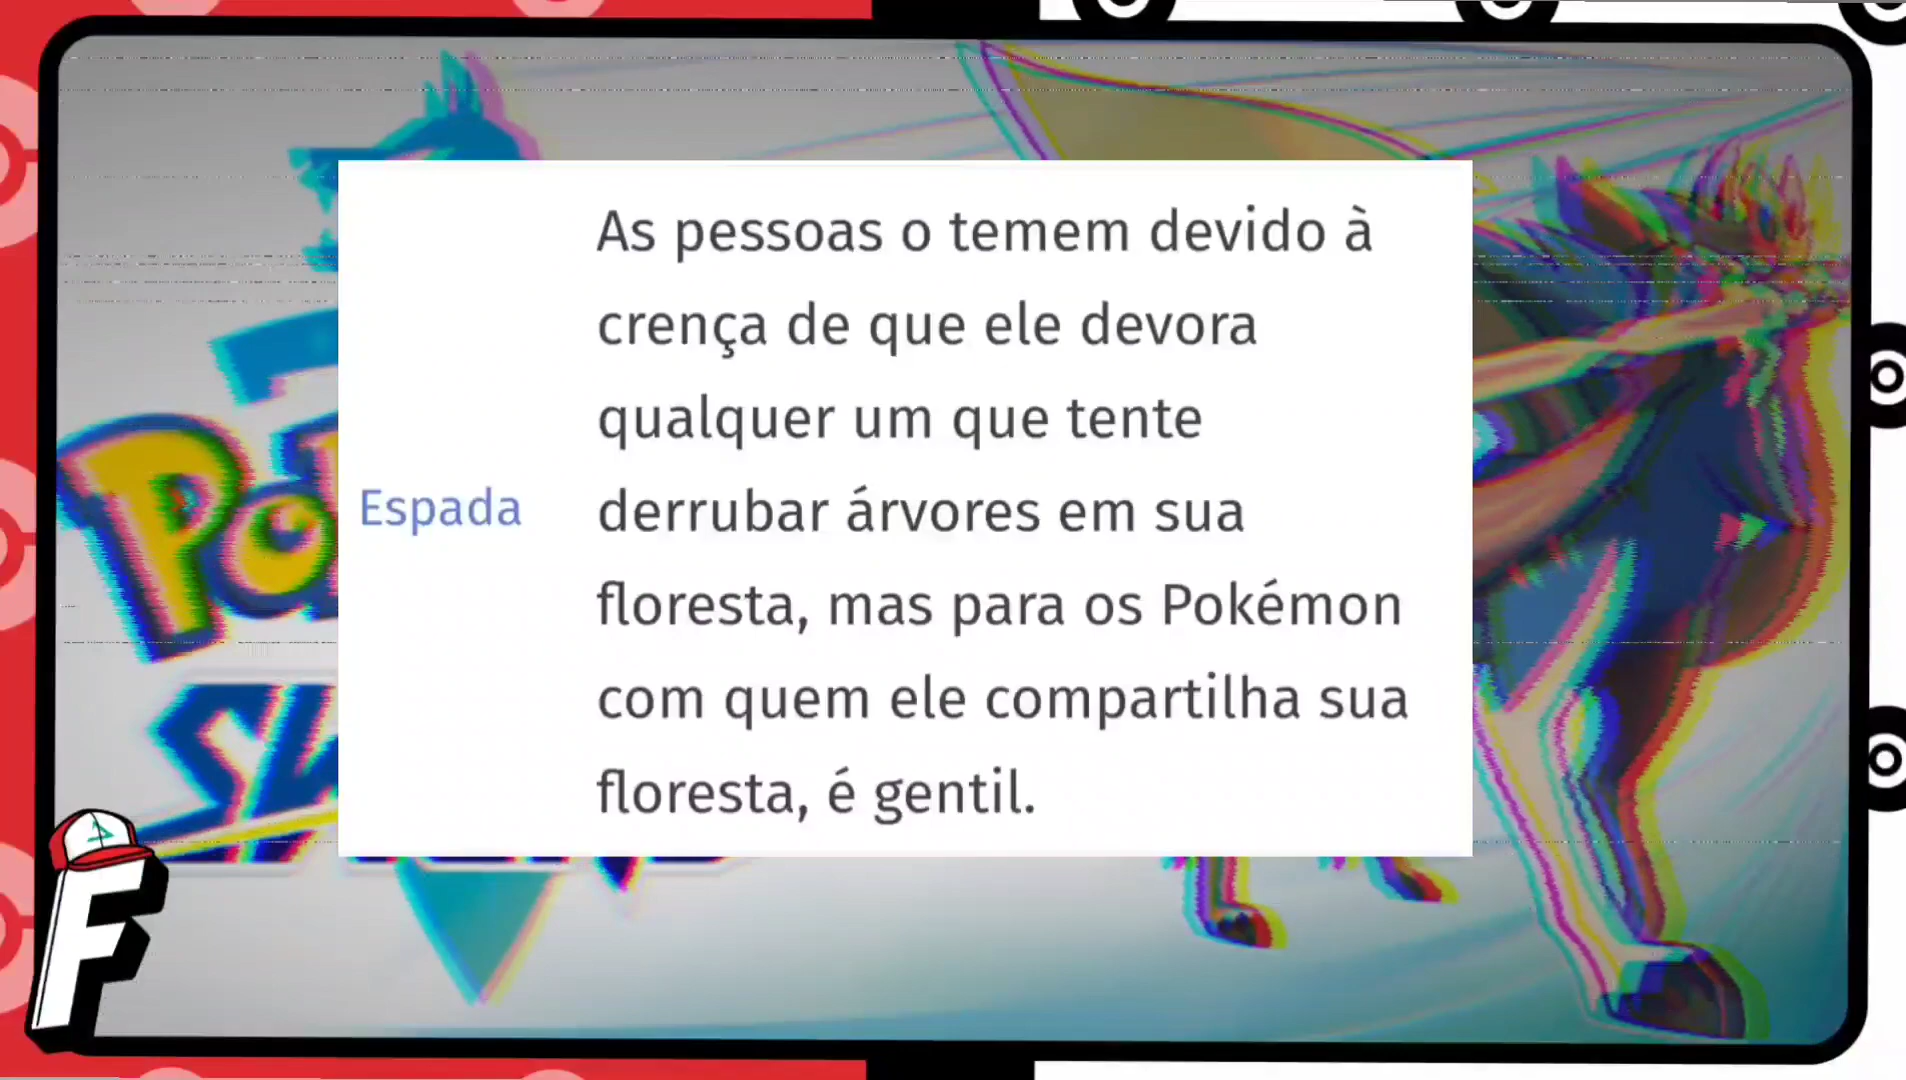 As pessoas o temem devido à
crença de que ele devora
qualquer um que tente
Espada
derrubar árvores em sua
floresta, mas para os Pokémon
com quem ele compartilha sua
floresta, é gentil.
F